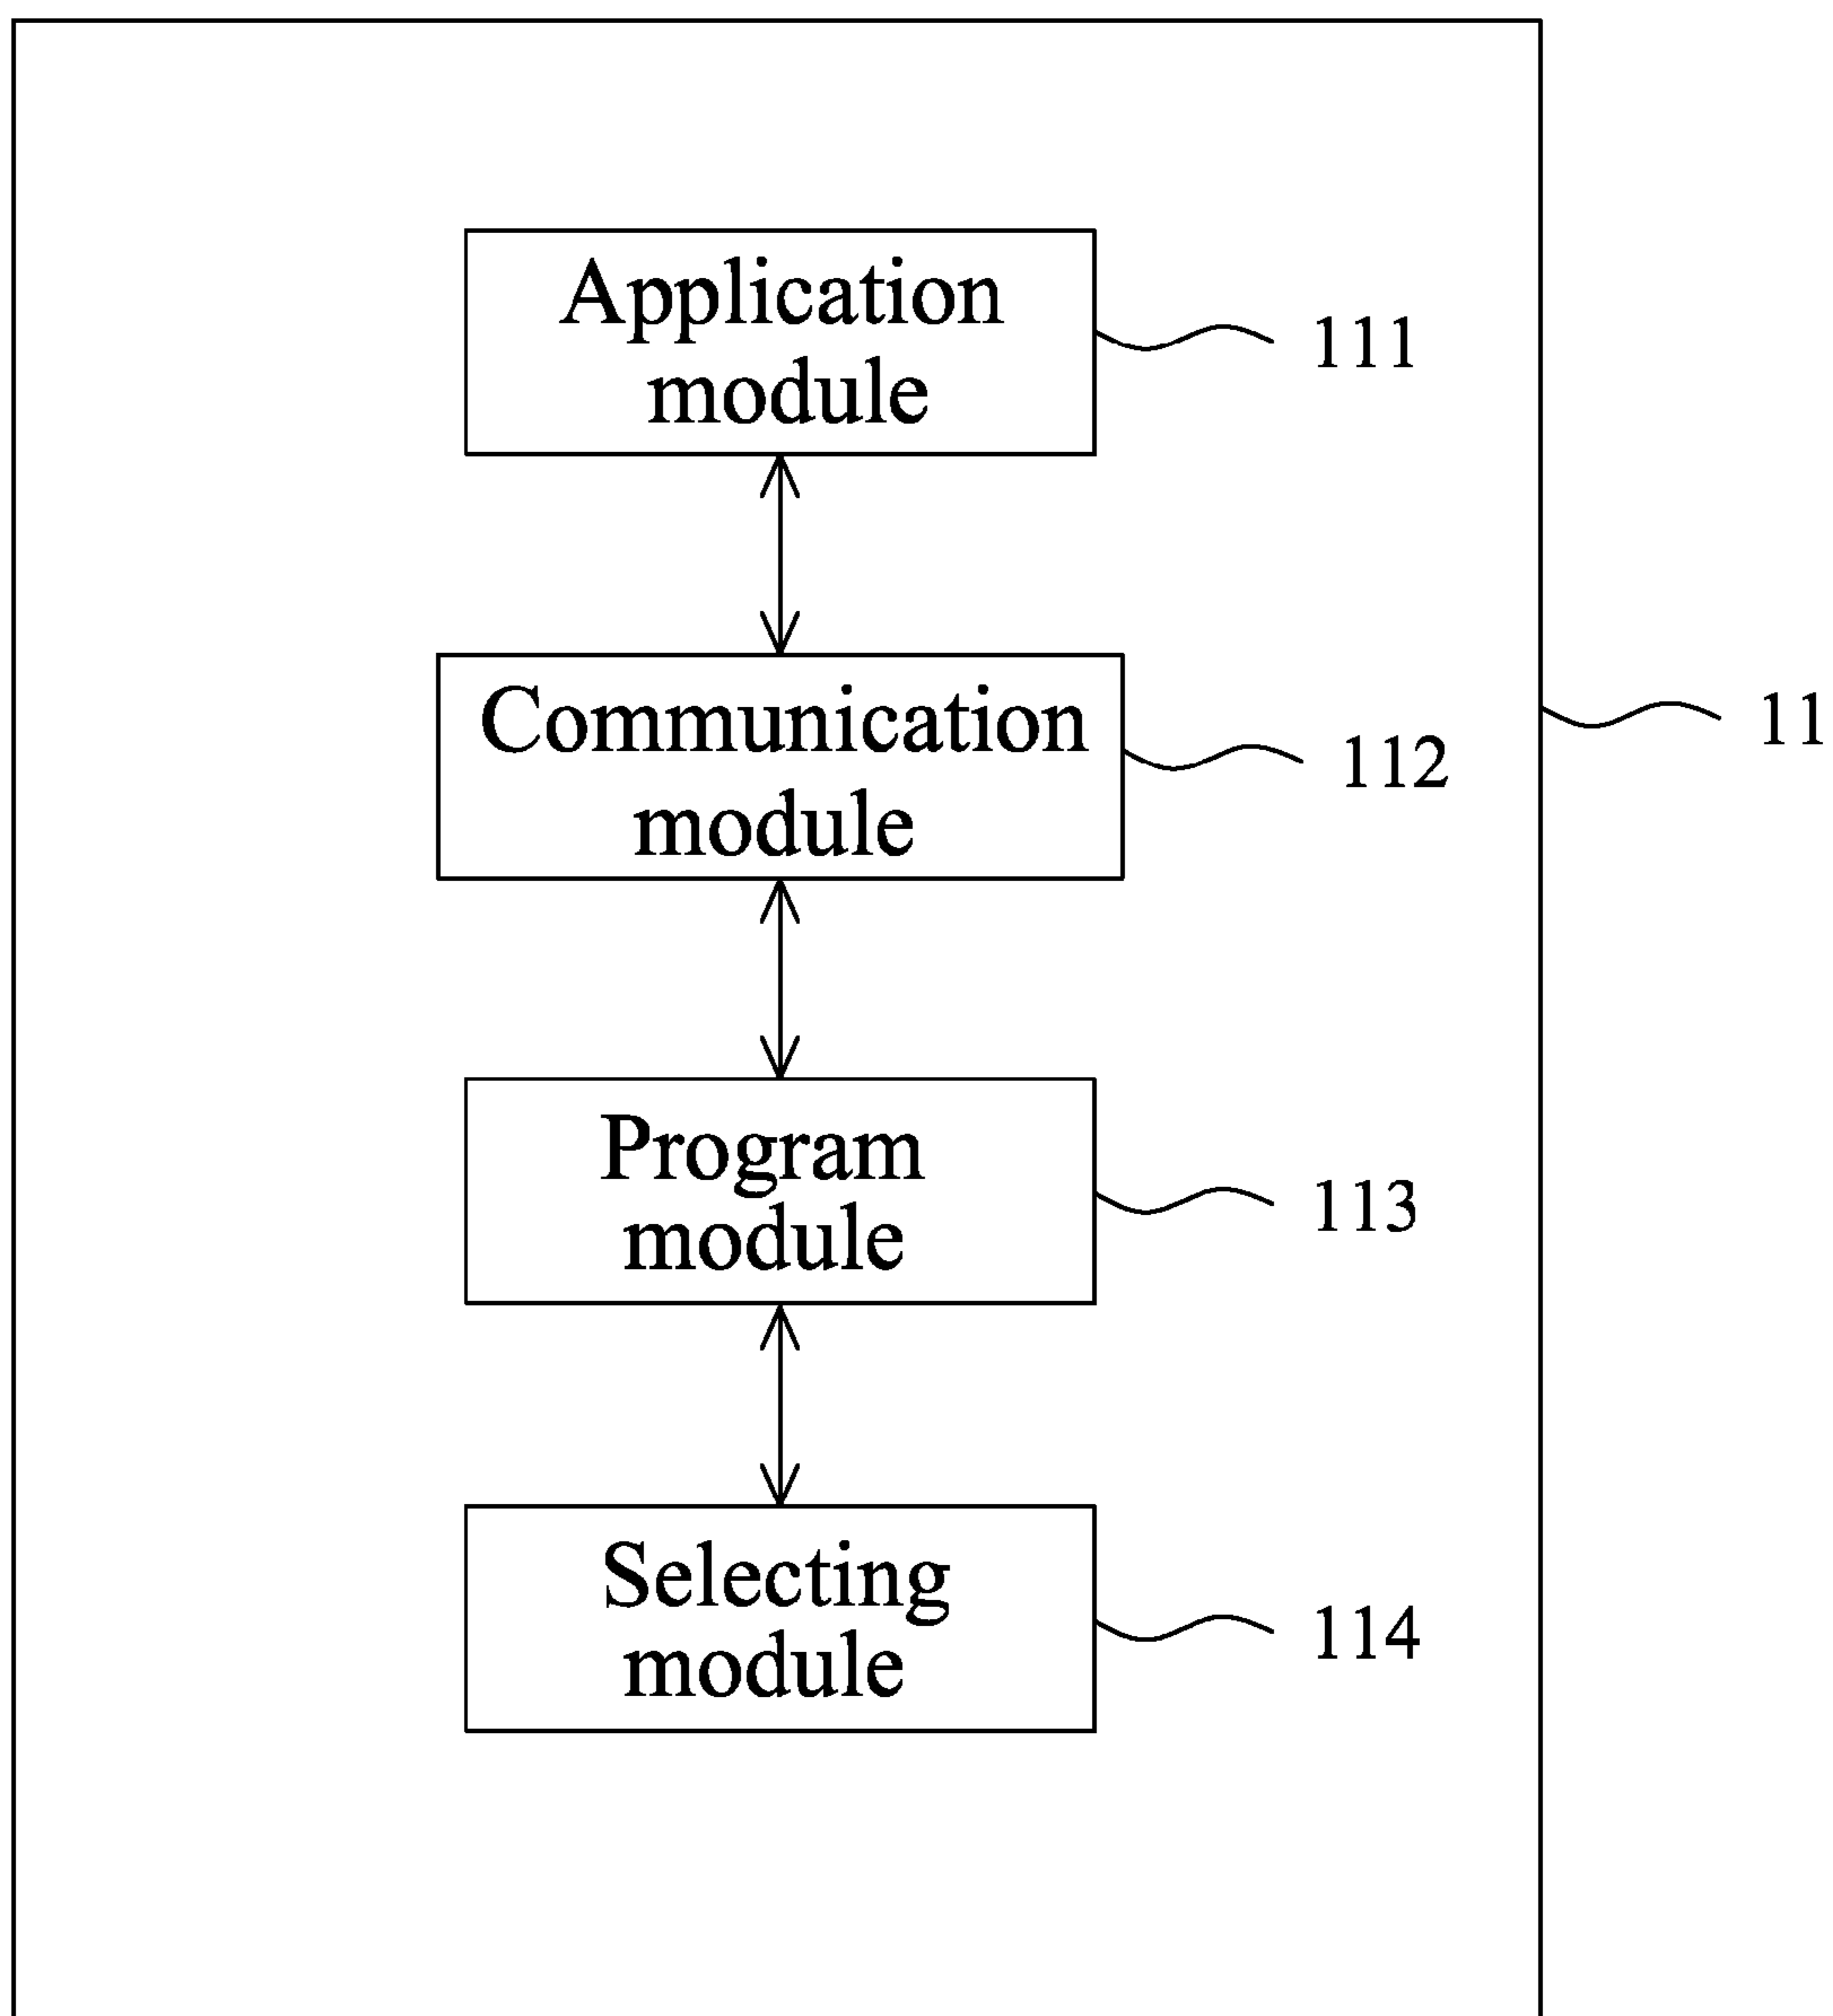 Application
module
111
Communication
module
112
11
Program
module
113
Selecting
module
114